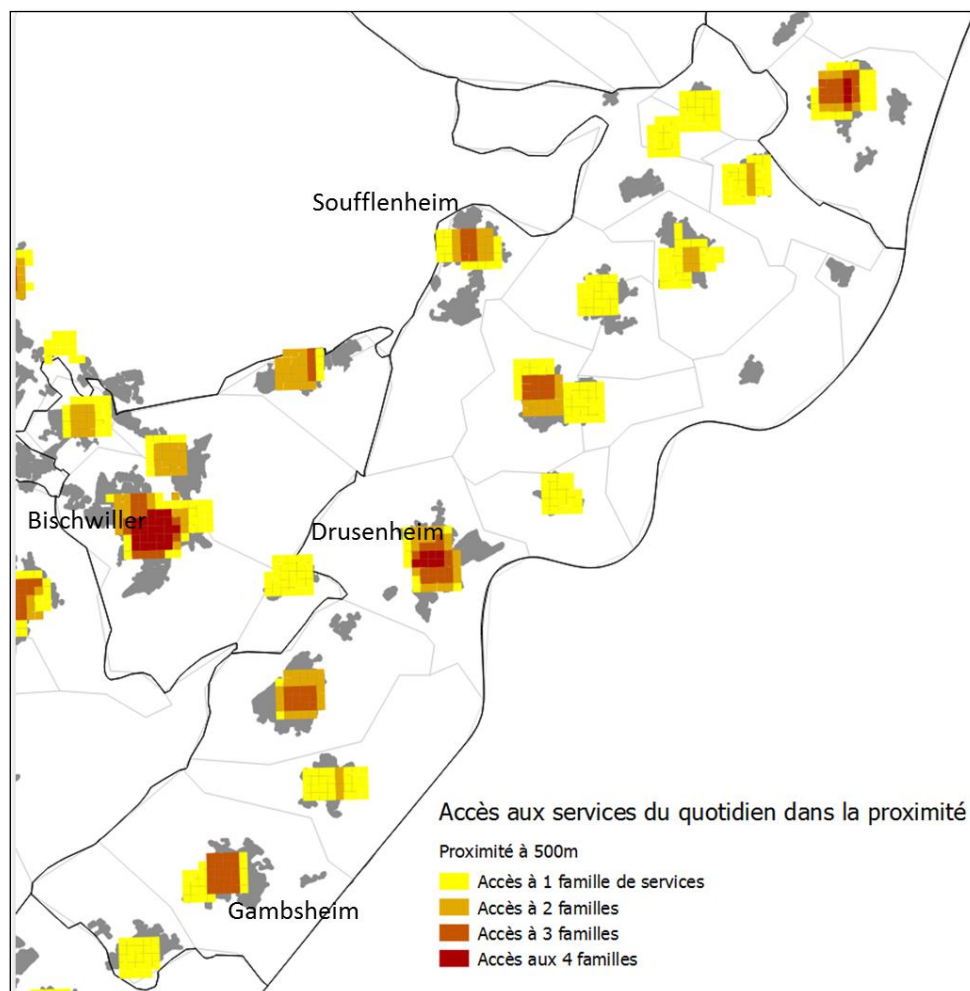 Soufflenheim
Bischwiller
Drusenheim
Gambsheim
Accès aux services du quotidien dans la proximité
Proximité à 500m
Accès à 1 famille de services
Accès à 2 familles
Accès à 3 familles
Accès aux 4 familles